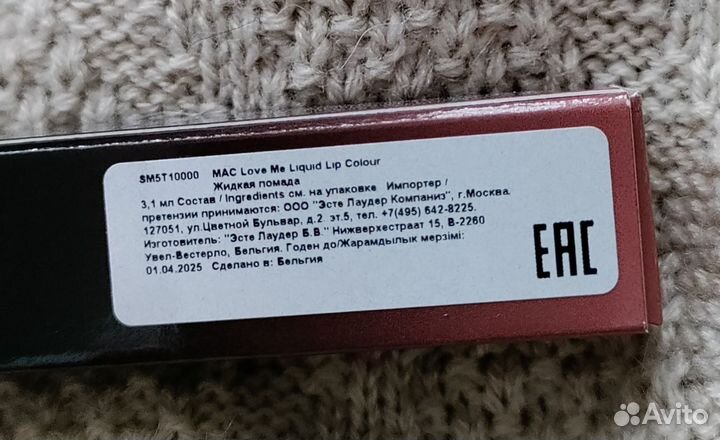 SM5T10000 MAC Love Me Liquid Lip Colour
Жидкая помада
3,1 мл Состав / Ingredients см. на упаковке Импортер /
претензии принимаются: ООО "Эсте Лаудер Компаниз", г.Москва.
127051, ул.Цветной Бульвар, д.2. эт.5, тел. +7(495) 642-8225.
Изготовитель: "Эсте Лаудер Б.В." Нижверхестраат 15, В-2260
Увел-Вестерло, Бельгия. Годен до/Жарамдылық мерзімі:
01.04.2025 Сделано в: Бельгия
EAC
Avito